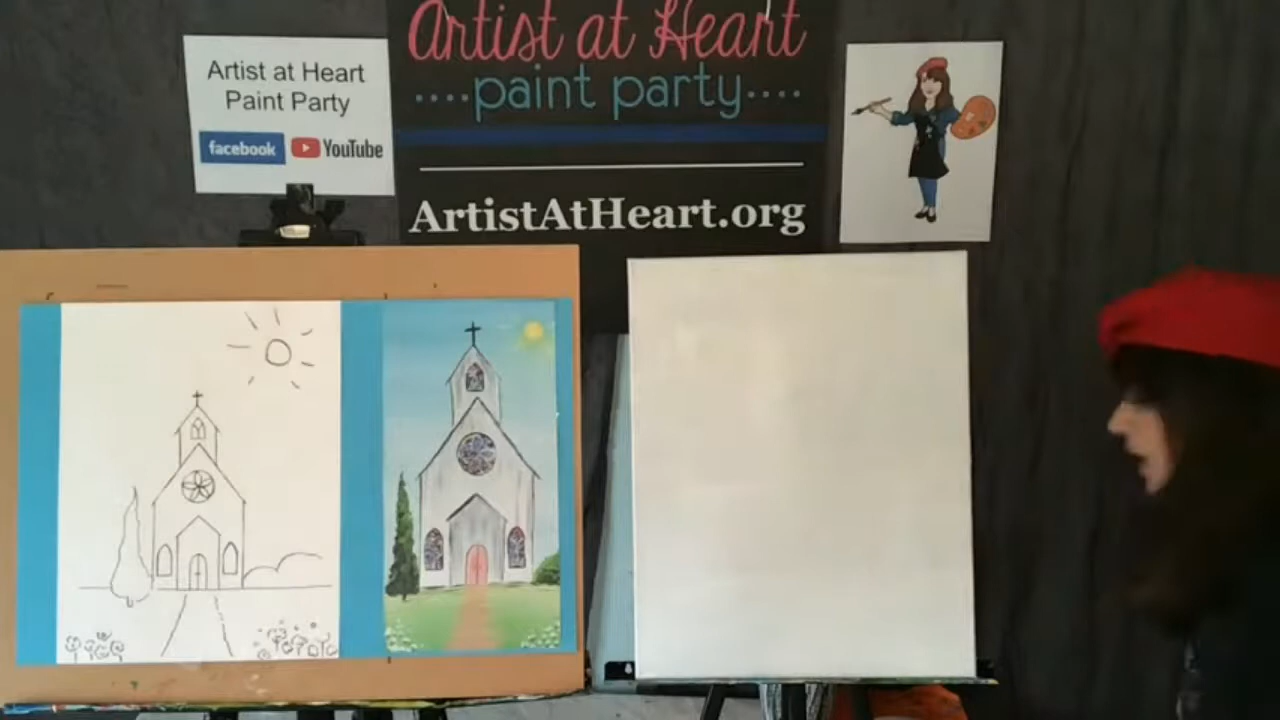 Artist at Heart
Paint Party
facebook YouTube
Artist at Heart
....paint party....
ArtistAtHeart.org